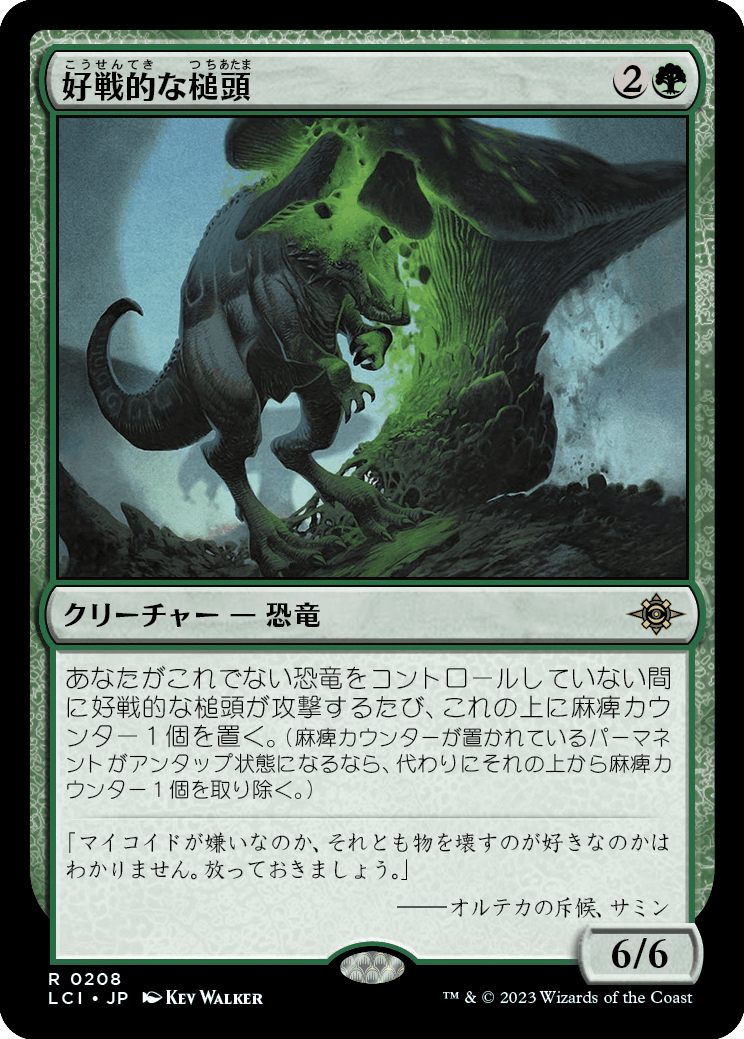 こうせんてき つちあたま
好戦的な槌頭 2
クリーチャー — 恐竜
あなたがこれでない恐竜をコントロールしていない間
に好戦的な槌頭が攻撃するたび、これの上に麻痺カウ
ンター1個を置く。(麻痺カウンターが置かれているパーマネ
ントがアンタップ状態になるなら、代わりにそれの上から麻痺カ
ウンター1個を取り除く。)
「マイコイドが嫌いなのか、それとも物を壊すのが好きなのかは
わかりません。放っておきましょう。」
——オルテカの斥候、サミン
6/6
R 0208
LCI • JP Kev Walker
™ & © 2023 Wizards of the Coast